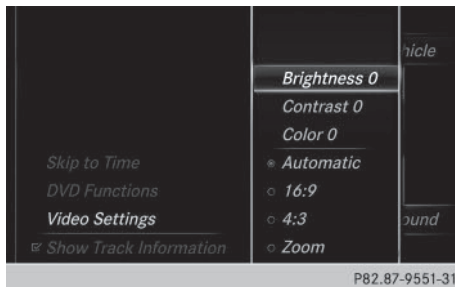 hicle
Brightness 0
Contrast 0
Color 0
Skip to Time
Automatic
DVD Functions
16:9
Video Settings
4:3
ound
Show Track Information
Zoom
P82.87-9551-31